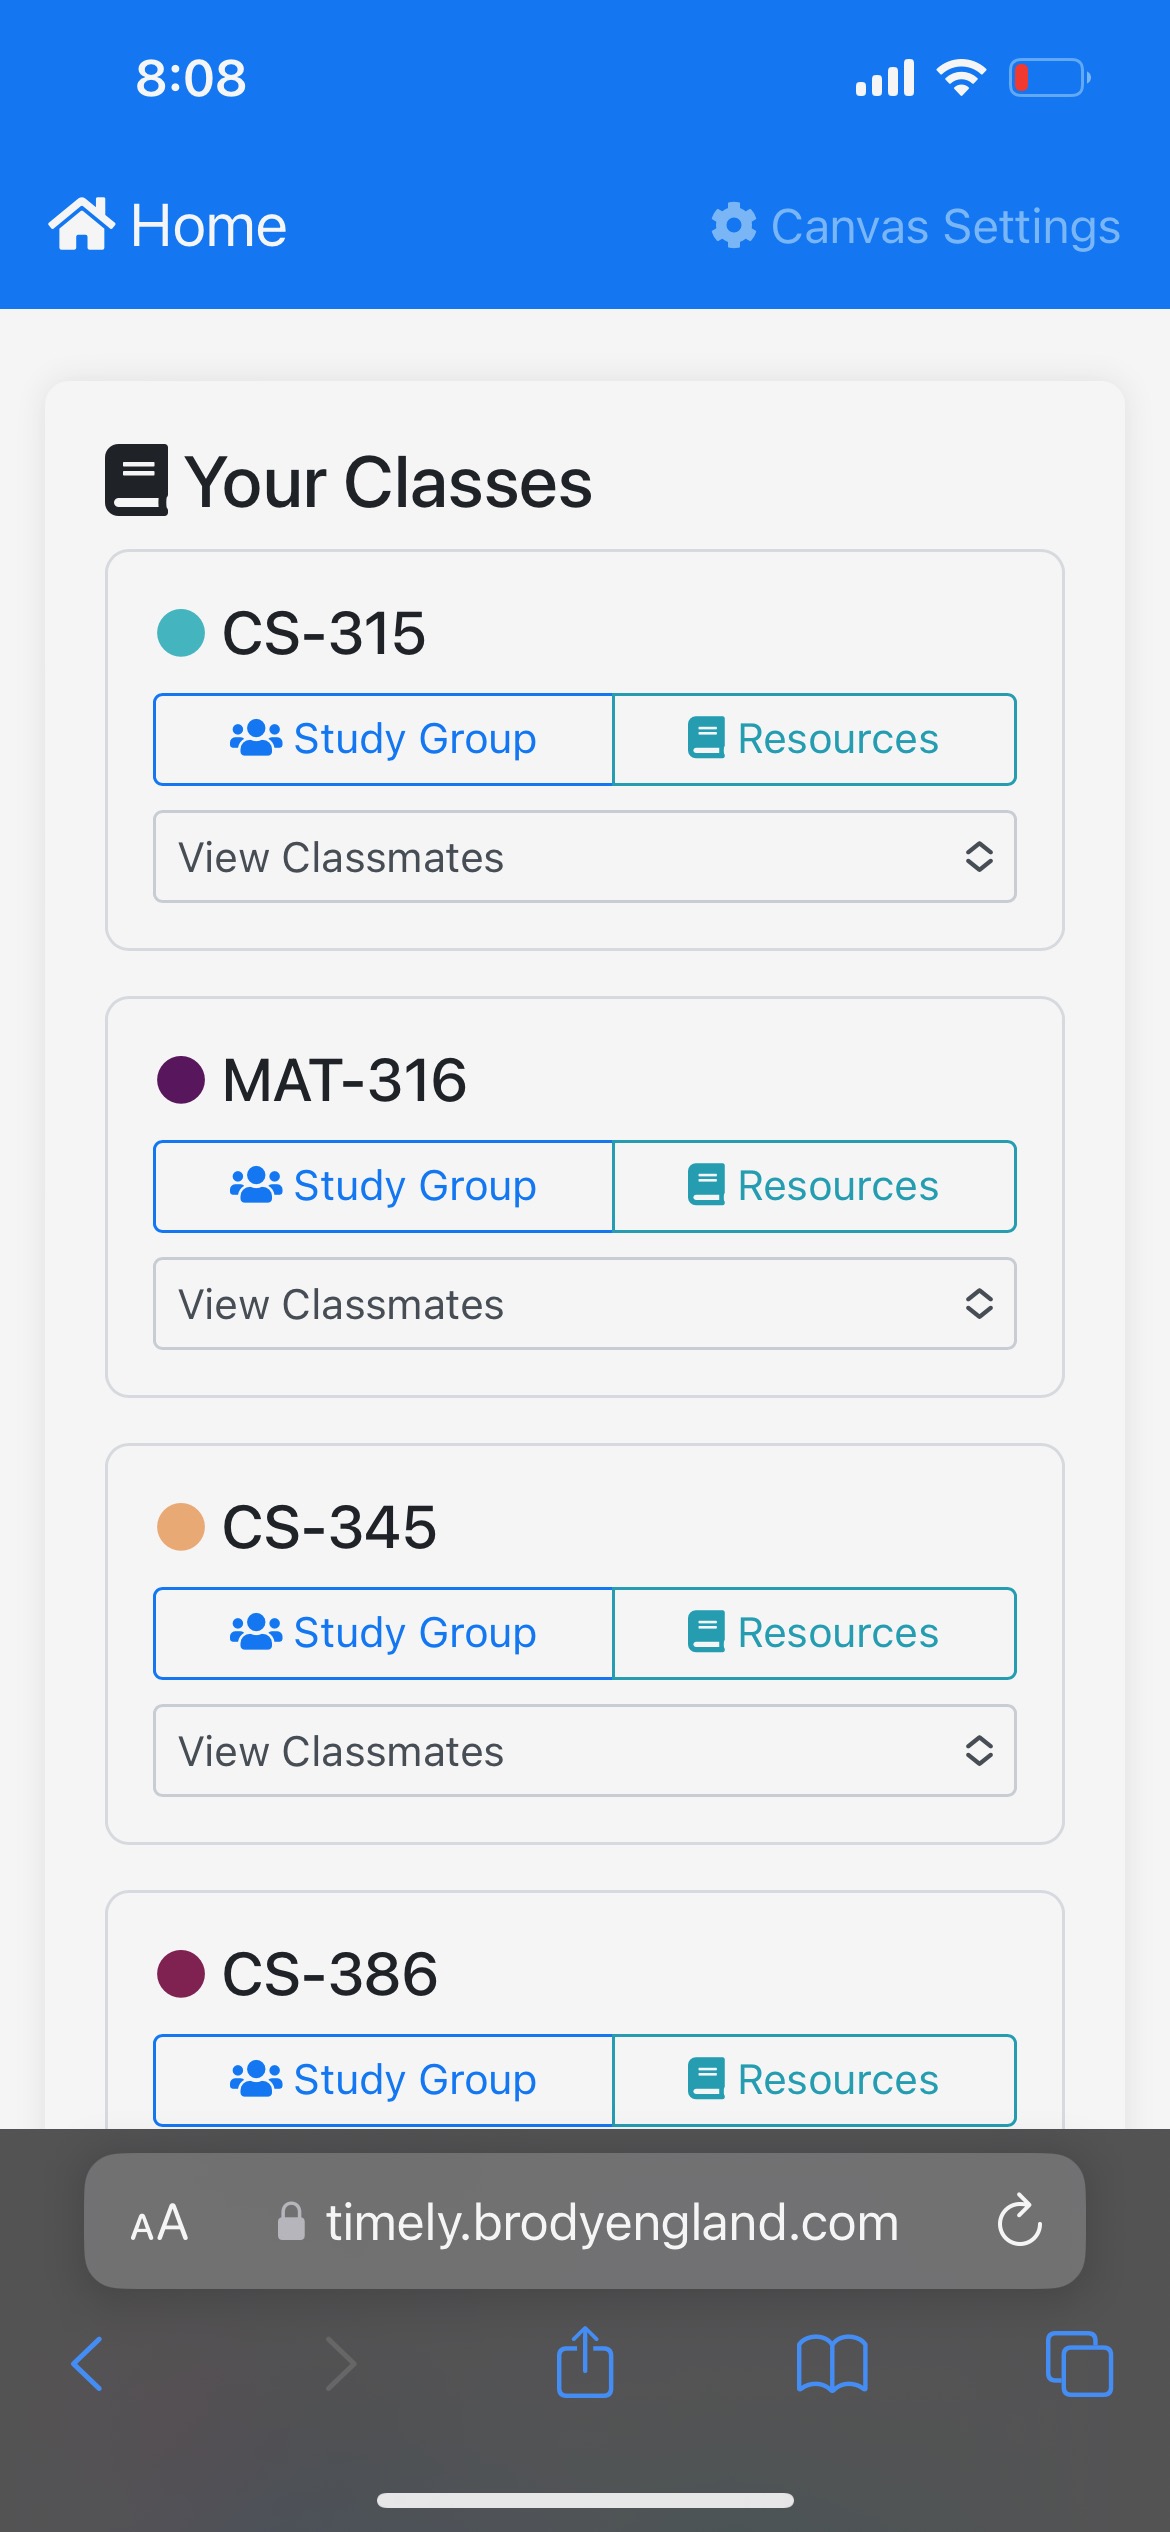 8:08
Home Canvas Settings
Your Classes
CS-315
Study Group Resources
View Classmates
MAT-316
Study Group Resources
View Classmates
CS-345
Study Group Resources
View Classmates
CS-386
Study Group Resources
AA timely.brodyengland.com